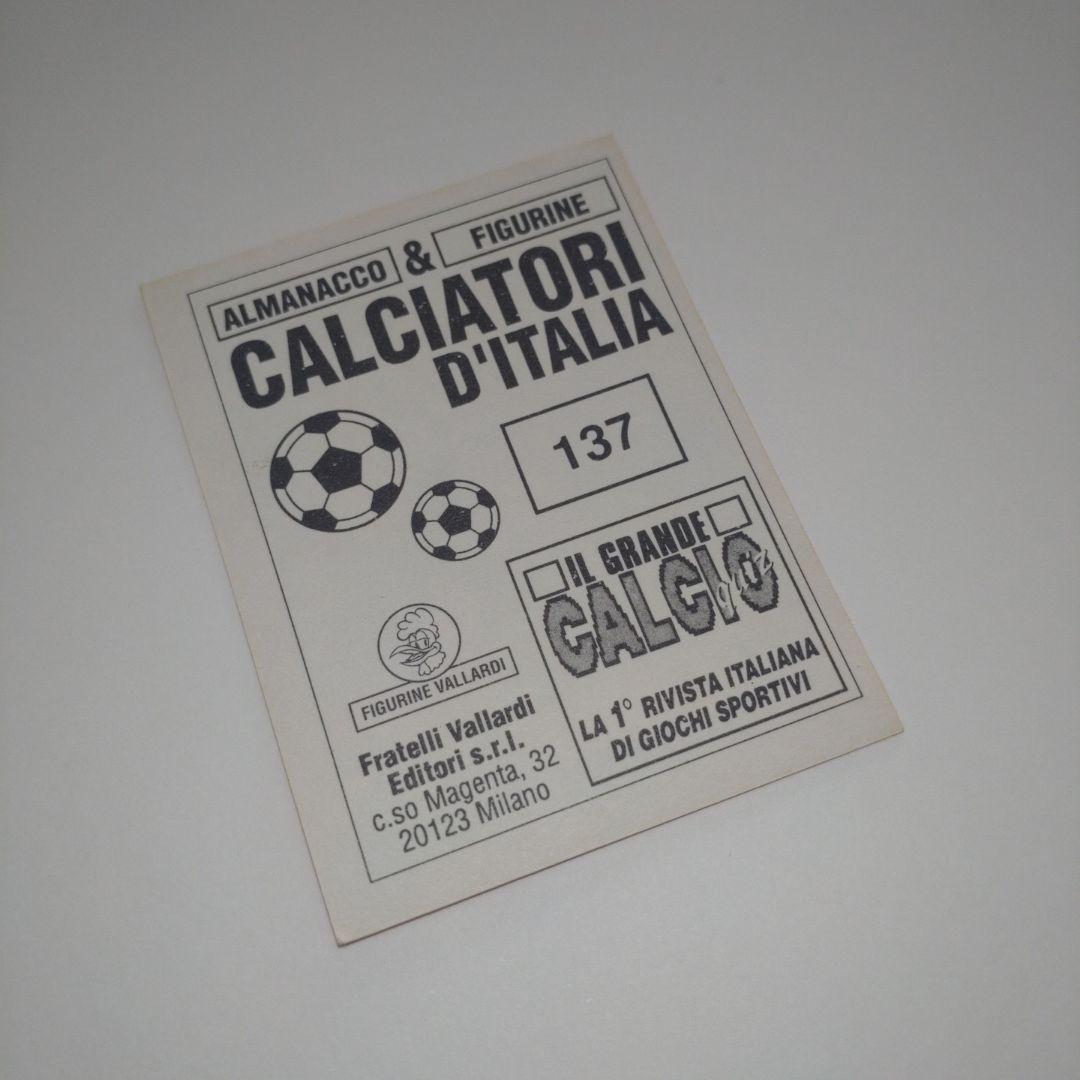 ALMANACCO & FIGURINE
CALCIATORI
D'ITALIA
137
IL GRANDE
CALCIO
quiz
LA 1° RIVISTA ITALIANA
DI GIOCHI SPORTIVI
FIGURINE VALLARDI
Fratelli Vallardi
Editori s.r.l.
c.so Magenta, 32
20123 Milano